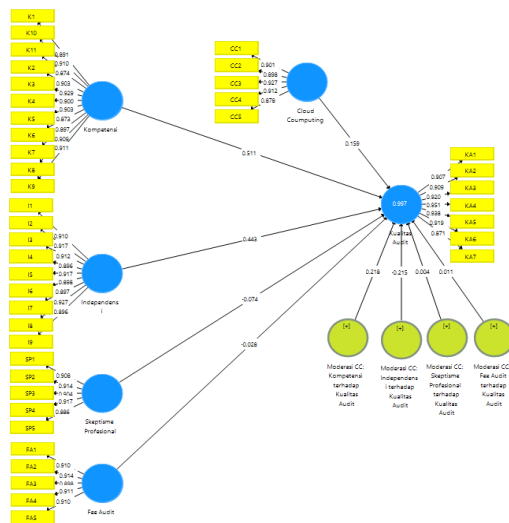 K1
K10
K11
K2
K3
K4
K5
K6
K7
K8
K9
0.891
0.910
0.874
0.903
0.929
0.900
0.903
0.873
0.897
0.908
0.911
Kompetensi
CC1
CC2
CC3
CC4
CC5
0.901
0.898
0.927
0.912
0.878
Cloud
Coumputing
0.159
0.511
I1
I2
I3
I4
I5
I6
I7
I8
I9
0.910
0.917
0.912
0.896
0.917
0.887
0.927
0.896
Independens
i
0.443
KA1
KA2
KA3
KA4
KA5
KA6
KA7
0.907
0.909
0.920
0.951
0.938
0.919
0.871
0.997
Kualitas
Audit
-0.074
-0.028
0.218
-0.215
0.004
0.011
SP1
SP2
SP3
SP4
SP5
0.908
0.914
0.904
0.917
0.886
Skeptisme
Profesional
[+]
[+]
[+]
[+]
Moderasi CC:
Kompetensi
terhadap
Kualitas
Audit
Moderasi CC:
Independens
i terhadap
Kualitas
Audit
Moderasi CC:
Skeptisme
Profesional
terhadap
Kualitas
Audit
Moderasi CC:
Fee Audit
terhadap
Kualitas
Audit
FA1
FA2
FA3
FA4
FA5
0.910
0.914
0.911
0.910
Fee Audit